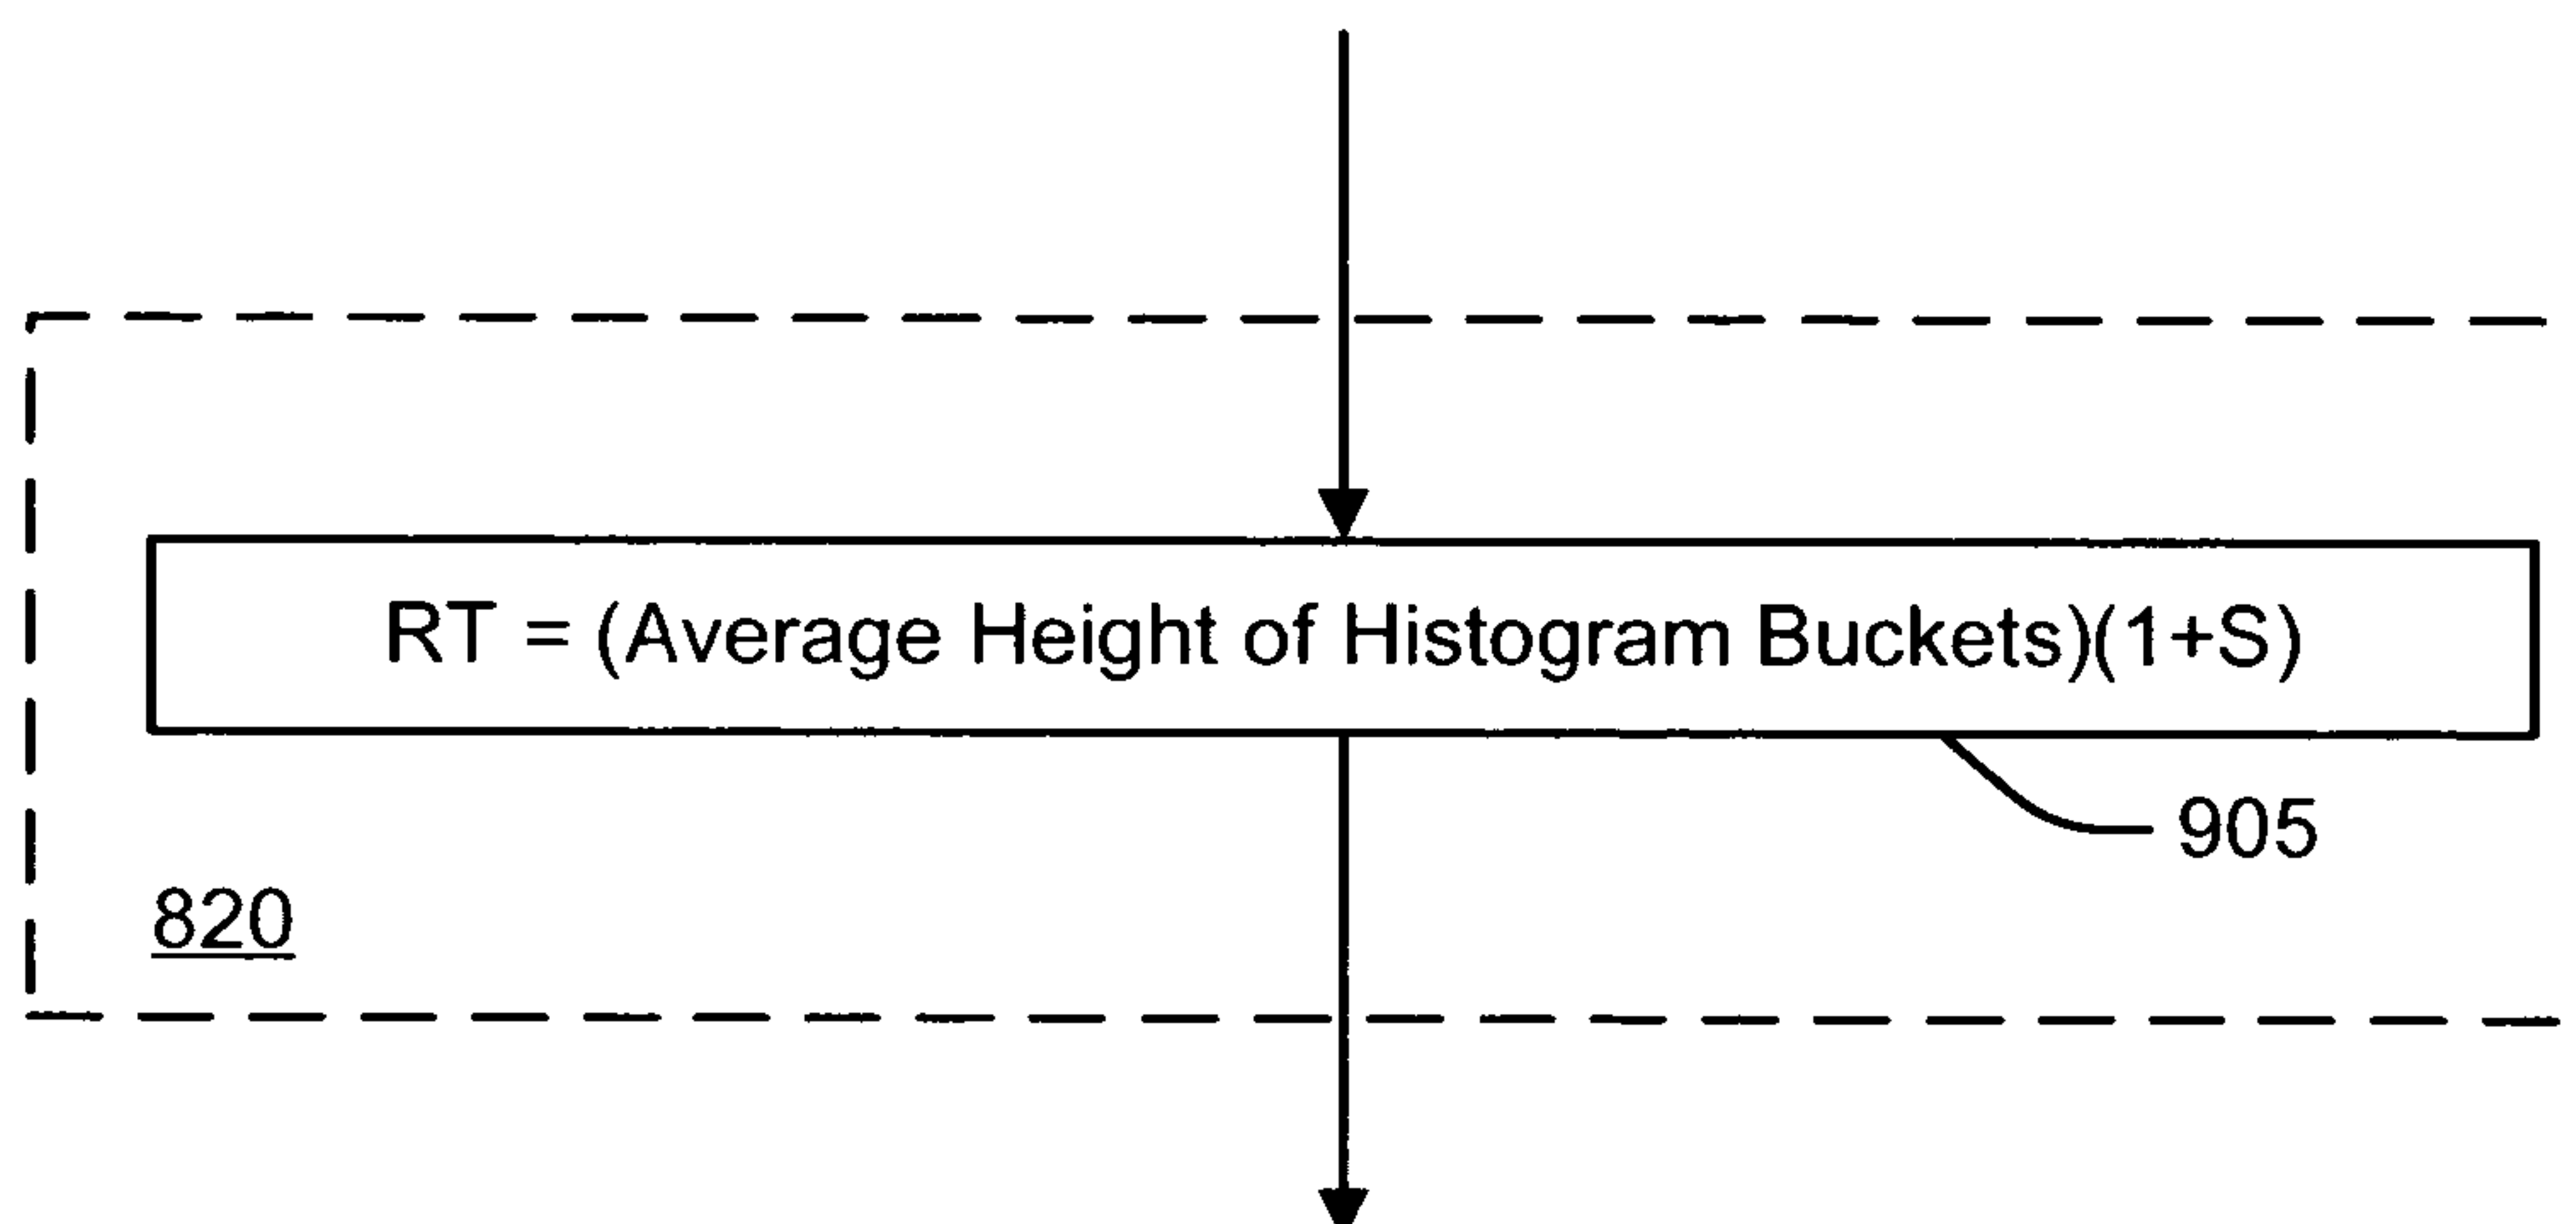 RT = (Average Height of Histogram Buckets)(1+S)
905
820